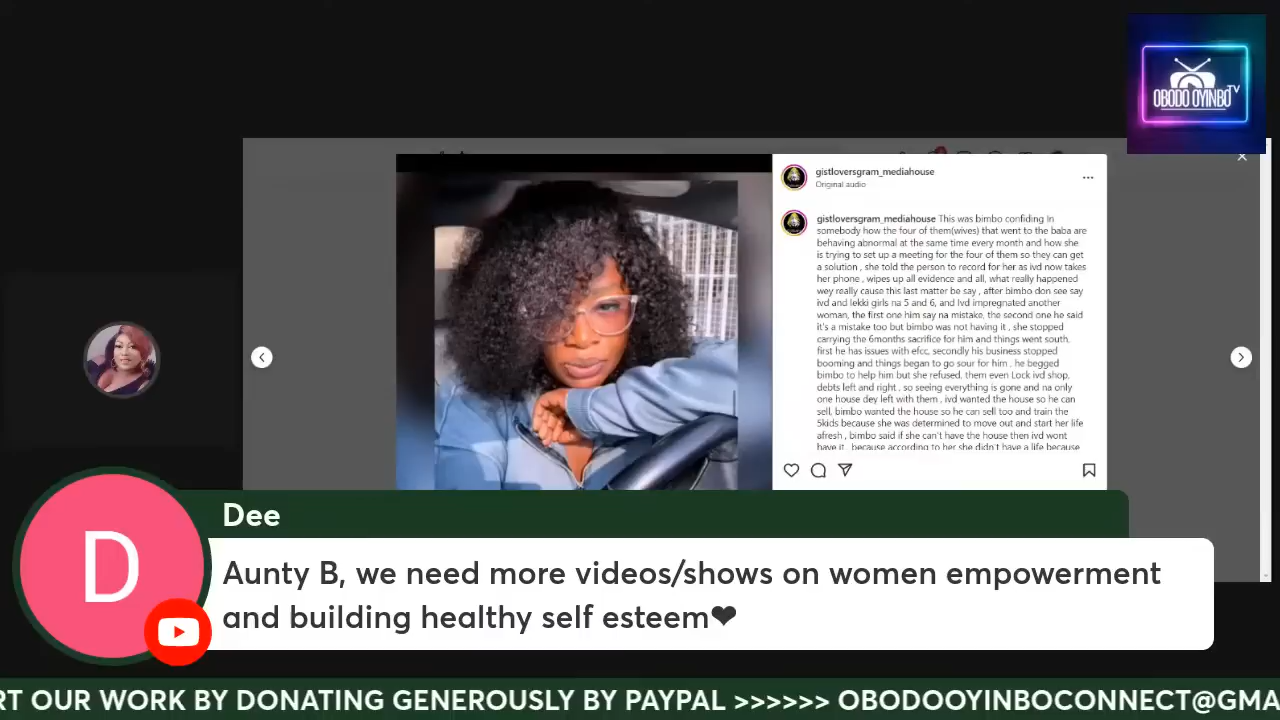 OBODO OYINBO TV
gistloversgram_mediahouse
Original audio
gistloversgram_mediahouse This was bimbo confiding In
somebody how the four of them(wives) that went to the baba are
behaving abnormal at the same time every month and how she
is trying to set up a meeting for the four of them so they can get
a solution , she told the person to record for her as ivd now takes
her phone , wipes up all evidence and all, what really happened
wey really cause this last matter be say , after bimbo don see say
ivd and lekki girls na 5 and 6, and Ivd impregnated another
woman, the first one him say na mistake, the second one he said
it's a mistake too but bimbo was not having it , she stopped
carrying the 6months sacrifice for him and things went south,
first he has issues with efcc, secondly his business stopped
booming and things began to go sour for him , he begged
bimbo to help him but she refused, them even Lock ivd shop,
debts left and right , so seeing everything is gone and na only
one house dey left with them , ivd wanted the house so he can
sell, bimbo wanted the house so he can sell too and train the
5kids because she was determined to move out and start her life
afresh , bimbo said if she can't have the house then ivd wont
have it , because according to her she didn't have a life because
D
Dee
Aunty B, we need more videos/shows on women empowerment
and building healthy self esteem❤
RT OUR WORK BY DONATING GENEROUSLY BY PAYPAL >>>>>> OBODOOYINBOCONNECT@GMA